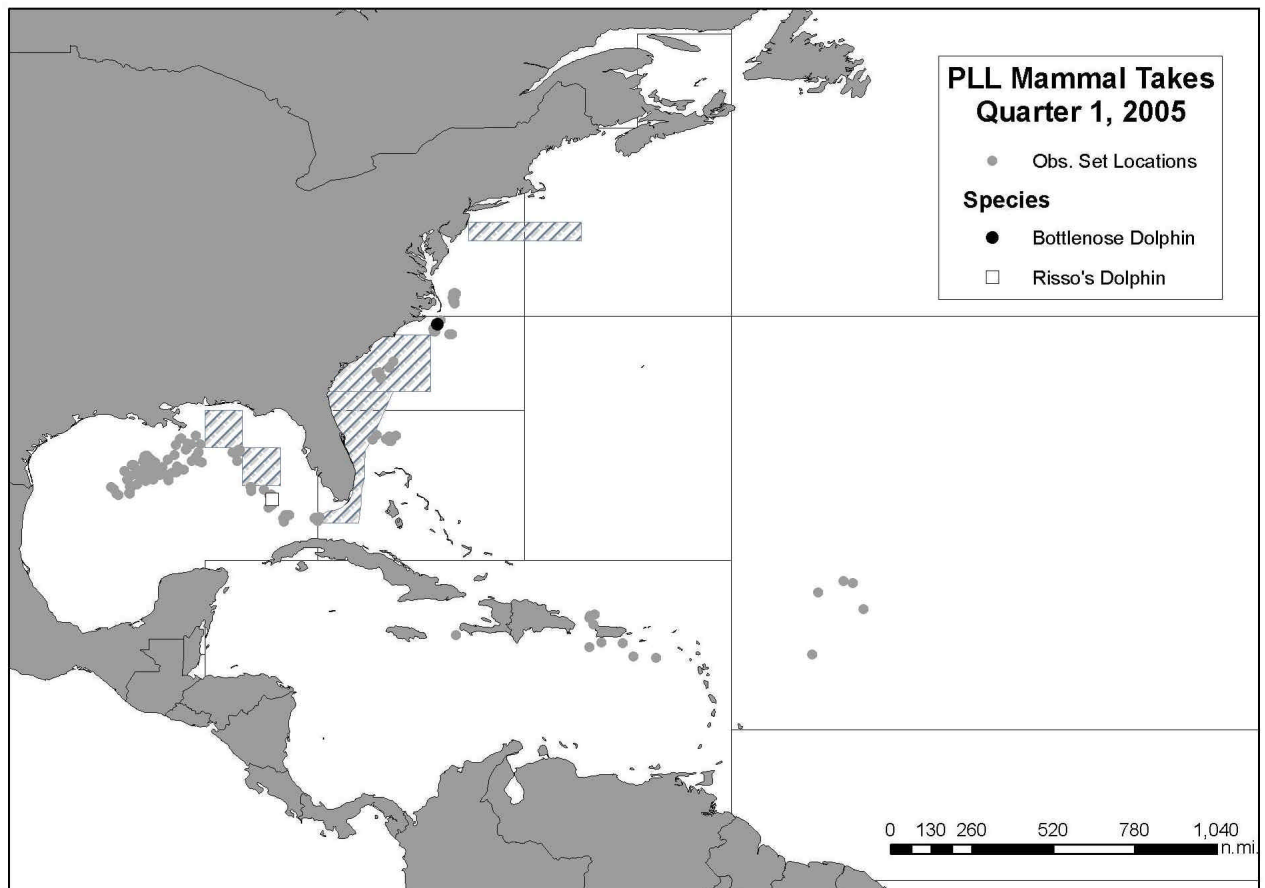 PLL Mammal Takes
Quarter 1, 2005
Obs. Set Locations
Species
Bottlenose Dolphin
Risso's Dolphin
0 130 260 520 780 1,040
n.mi.